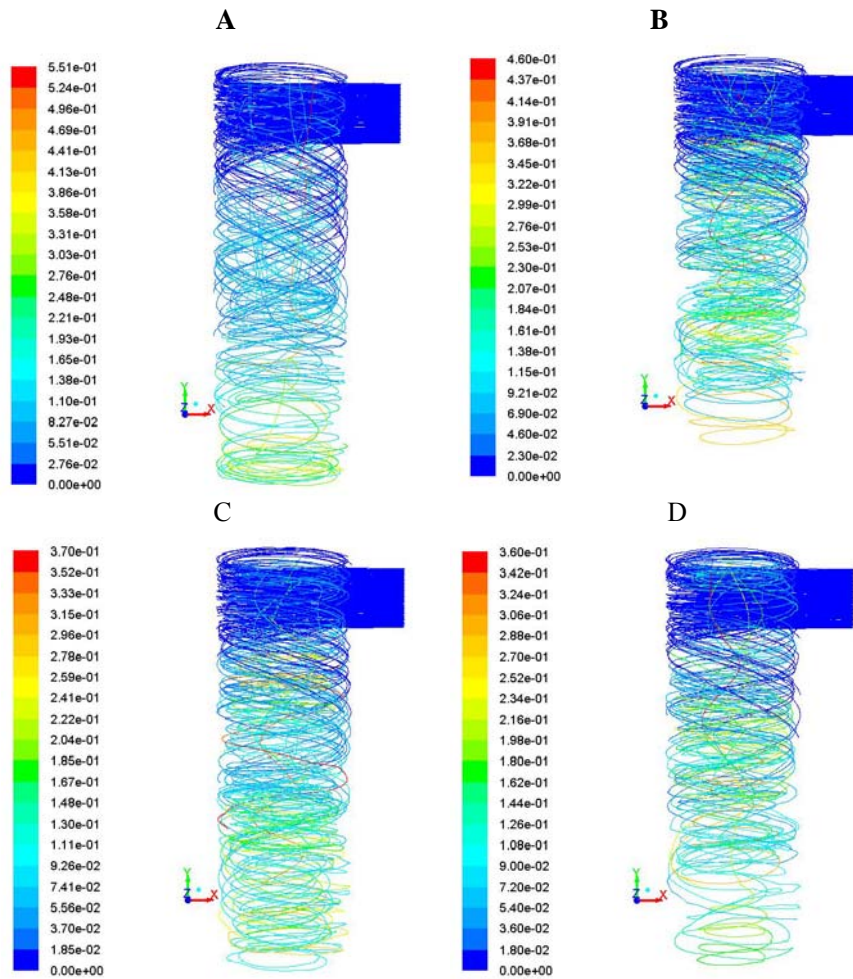 A
B
5.51e-01
5.24e-01
4.96e-01
4.69e-01
4.41e-01
4.13e-01
3.86e-01
3.58e-01
3.31e-01
3.03e-01
2.76e-01
2.48e-01
2.21e-01
1.93e-01
1.65e-01
1.38e-01
1.10e-01
8.27e-02
5.51e-02
2.76e-02
0.00e+00
Y
Z
X
4.60e-01
4.37e-01
4.14e-01
3.91e-01
3.68e-01
3.45e-01
3.22e-01
2.99e-01
2.76e-01
2.53e-01
2.30e-01
2.07e-01
1.84e-01
1.61e-01
1.38e-01
1.15e-01
9.21e-02
6.90e-02
4.60e-02
2.30e-02
0.00e+00
Y
Z
X
C
D
3.70e-01
3.52e-01
3.33e-01
3.15e-01
2.96e-01
2.78e-01
2.59e-01
2.41e-01
2.22e-01
2.04e-01
1.85e-01
1.67e-01
1.48e-01
1.30e-01
1.11e-01
9.26e-02
7.41e-02
5.56e-02
3.70e-02
1.85e-02
0.00e+00
Y
Z
X
3.60e-01
3.42e-01
3.24e-01
3.06e-01
2.88e-01
2.70e-01
2.52e-01
2.34e-01
2.16e-01
1.98e-01
1.80e-01
1.62e-01
1.44e-01
1.26e-01
1.08e-01
9.00e-02
7.20e-02
5.40e-02
3.60e-02
1.80e-02
0.00e+00
Y
Z
X